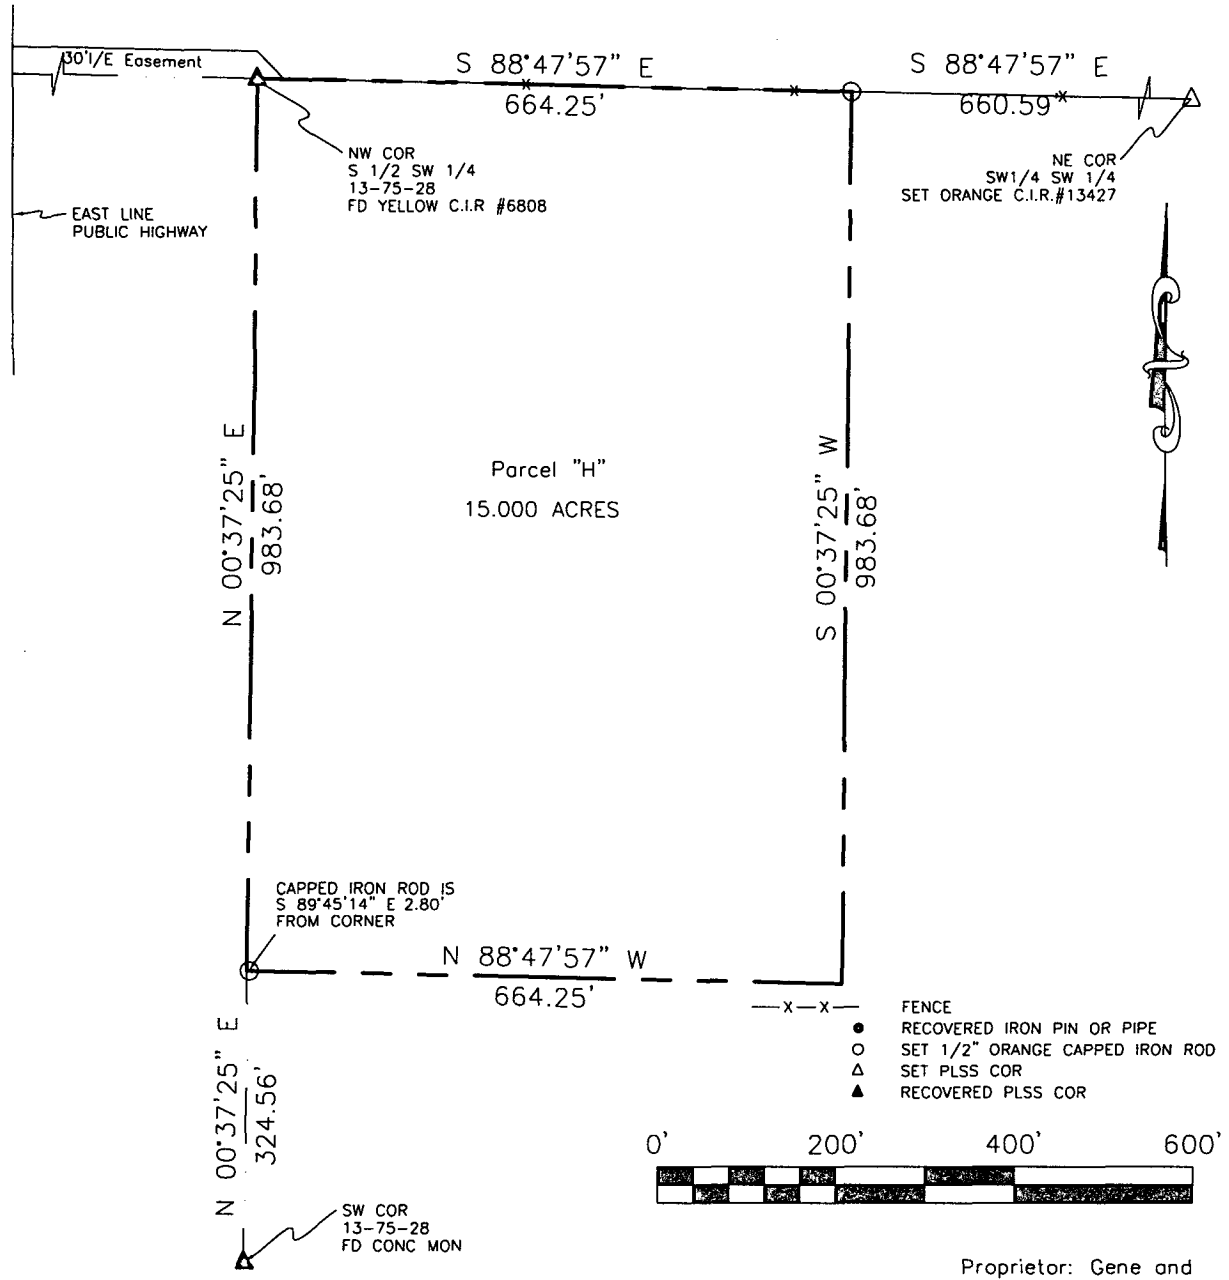 30'I/E Easement
S 88°47'57" E
664.25'
S 88°47'57" E
660.59'
NW COR
S 1/2 SW 1/4
13-75-28
FD YELLOW C.I.R #6808
NE COR
SW1/4 SW 1/4
SET ORANGE C.I.R.#13427
EAST LINE
PUBLIC HIGHWAY
N 00°37'25" E
983.68'
Parcel "H"
15.000 ACRES
S 00°37'25" W
983.68'
CAPPED IRON ROD IS
S 89°45'14" E 2.80'
FROM CORNER
N 88°47'57" W
664.25'
N 00°37'25" E
324.56'
SW COR
13-75-28
FD CONC MON
—X—X— FENCE
RECOVERED IRON PIN OR PIPE
SET 1/2" ORANGE CAPPED IRON ROD
SET PLSS COR
RECOVERED PLSS COR
0' 200' 400' 600'
Proprietor: Gene and